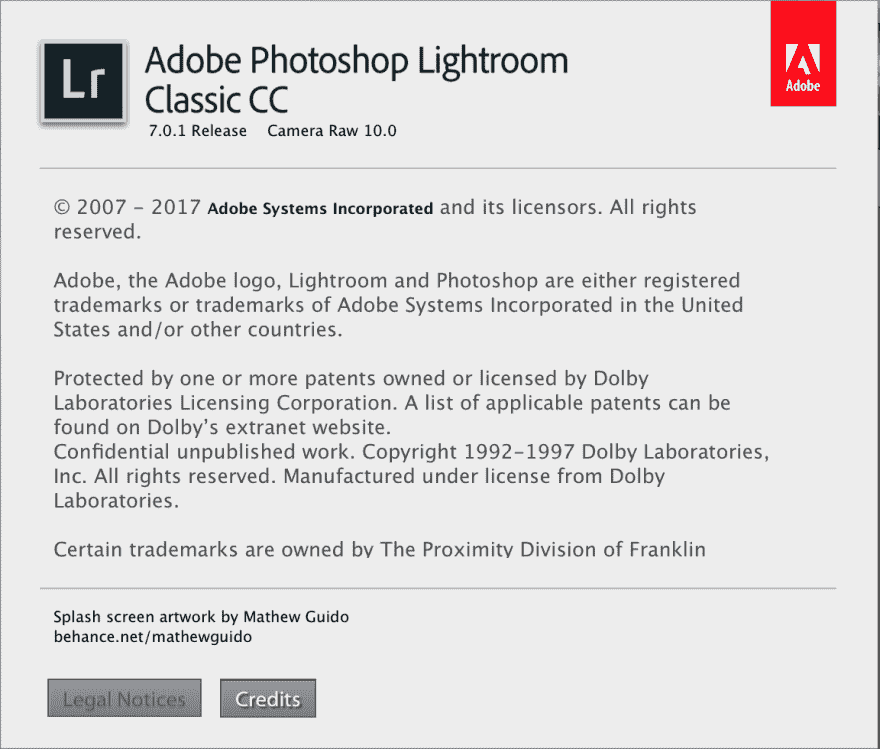 Lr
Adobe Photoshop Lightroom
Classic CC
7.0.1 Release Camera Raw 10.0
Adobe
© 2007 – 2017 Adobe Systems Incorporated and its licensors. All rights
reserved.
Adobe, the Adobe logo, Lightroom and Photoshop are either registered
trademarks or trademarks of Adobe Systems Incorporated in the United
States and/or other countries.
Protected by one or more patents owned or licensed by Dolby
Laboratories Licensing Corporation. A list of applicable patents can be
found on Dolby’s extranet website.
Confidential unpublished work. Copyright 1992–1997 Dolby Laboratories,
Inc. All rights reserved. Manufactured under license from Dolby
Laboratories.
Certain trademarks are owned by The Proximity Division of Franklin
Splash screen artwork by Mathew Guido
behance.net/mathewguido
Legal Notices Credits